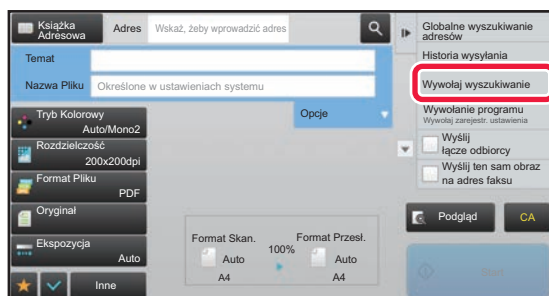 Książka
Adresowa
Adres
Wskaż, żeby wprowadzić adres
Temat
Nazwa Pliku
Określone w ustawieniach systemu
Tryb Kolorowy
Auto/Mono2
Rozdzielczość
200x200dpi
Format Pliku
PDF
Oryginał
Ekspozycja
Auto
Inne
Opcje
Format Skan.
Auto
A4
100%
Format Przesł.
Auto
A4
Globalne wyszukiwanie
adresów
Historia wysyłania
Wywołaj wyszukiwanie
Wywołanie programu
Wywołaj zarejestr. ustawienia
Wyślij
łącze odbiorcy
Wyślij ten sam obraz
na adres faksu
Podgląd
CA
Start